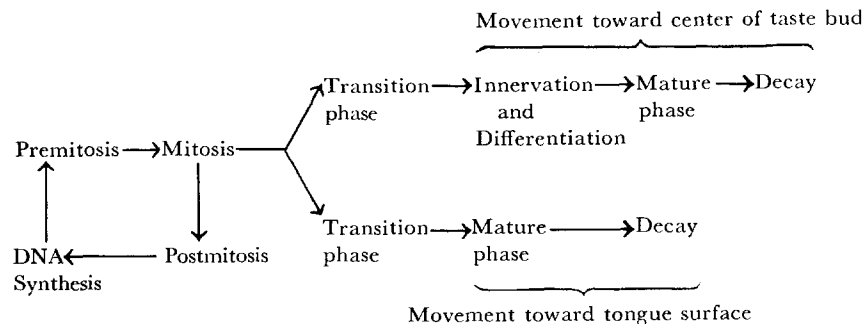 Movement toward center of taste bud
Transition
phase
Innervation
and
Differentiation
Mature
phase
Decay
Premitosis
Mitosis
DNA
Synthesis
Postmitosis
Transition
phase
Mature
phase
Decay
Movement toward tongue surface